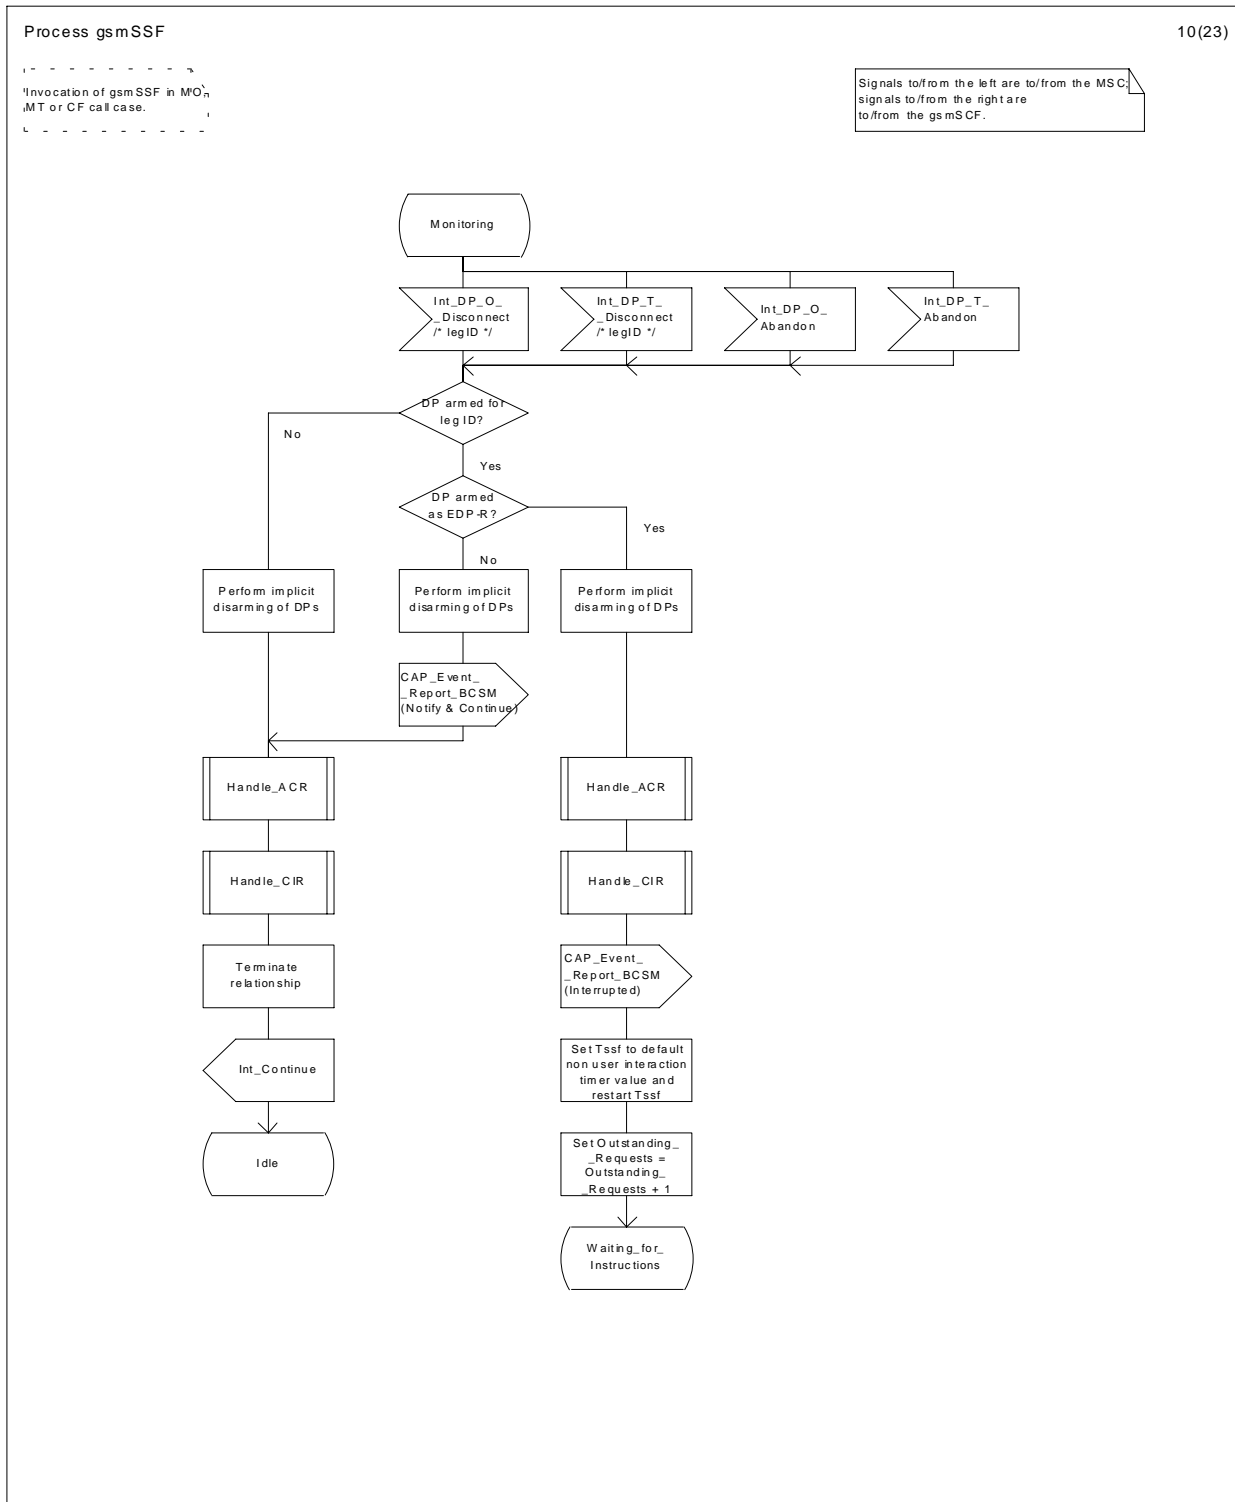 Process gsmSSF
10(23)
Invocation of gsmSSF in MO,
MT or CF call case.
Signals to/from the left are to/from the MSC;
signals to/from the right are
to/from the gsmSCF.
Monitoring
Int_DP_O_
_Disconnect
/* legID */
Int_DP_T_
_Disconnect
/* legID */
Int_DP_O_
Abandon
Int_DP_T_
Abandon
DP armed for
leg ID?
No
Yes
DP armed
as EDP-R?
Yes
No
Perform implicit
disarming of DPs
Perform implicit
disarming of DPs
Perform implicit
disarming of DPs
CAP_Event_
_Report_BCSM
(Notify & Continue)
Handle_ACR
Handle_ACR
Handle_CIR
Handle_CIR
Terminate
relationship
CAP_Event_
_Report_BCSM
(Interrupted)
Int_Continue
Set Tssf to default
non user interaction
timer value and
restart Tssf
Idle
Set Outstanding_
_Requests =
Outstanding_
_Requests + 1
Waiting_for_
Instructions